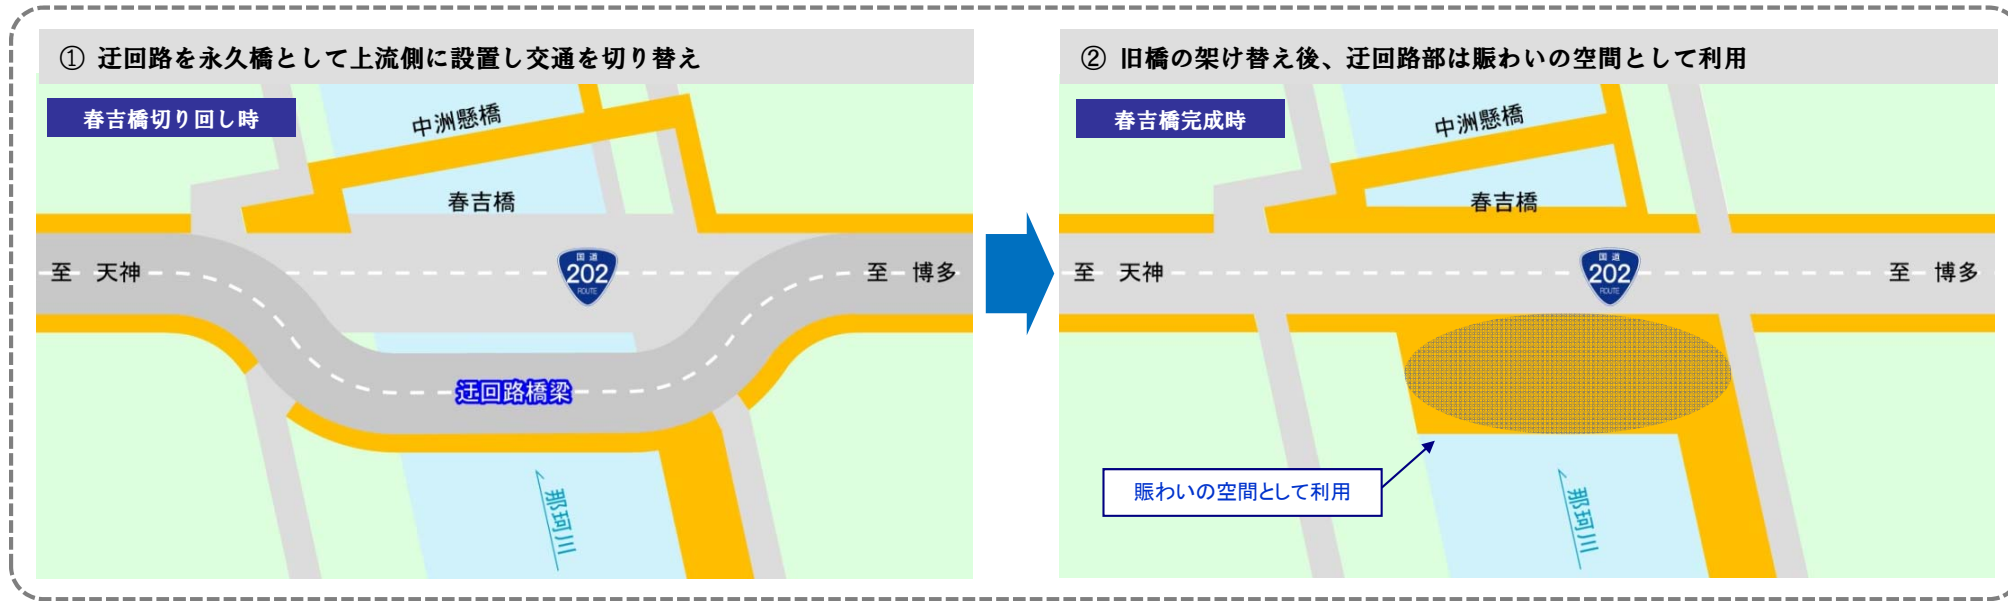 ① 迂回路を永久橋として上流側に設置し交通を切り替え
春吉橋切り回し時
中洲懸橋
春吉橋
至 天神
国道
202
ROUTE
至 博多
迂回路橋梁
那珂川
② 旧橋の架け替え後、迂回路部は賑わいの空間として利用
春吉橋完成時
中洲懸橋
春吉橋
至 天神
国道
202
ROUTE
至 博多
賑わいの空間として利用
那珂川